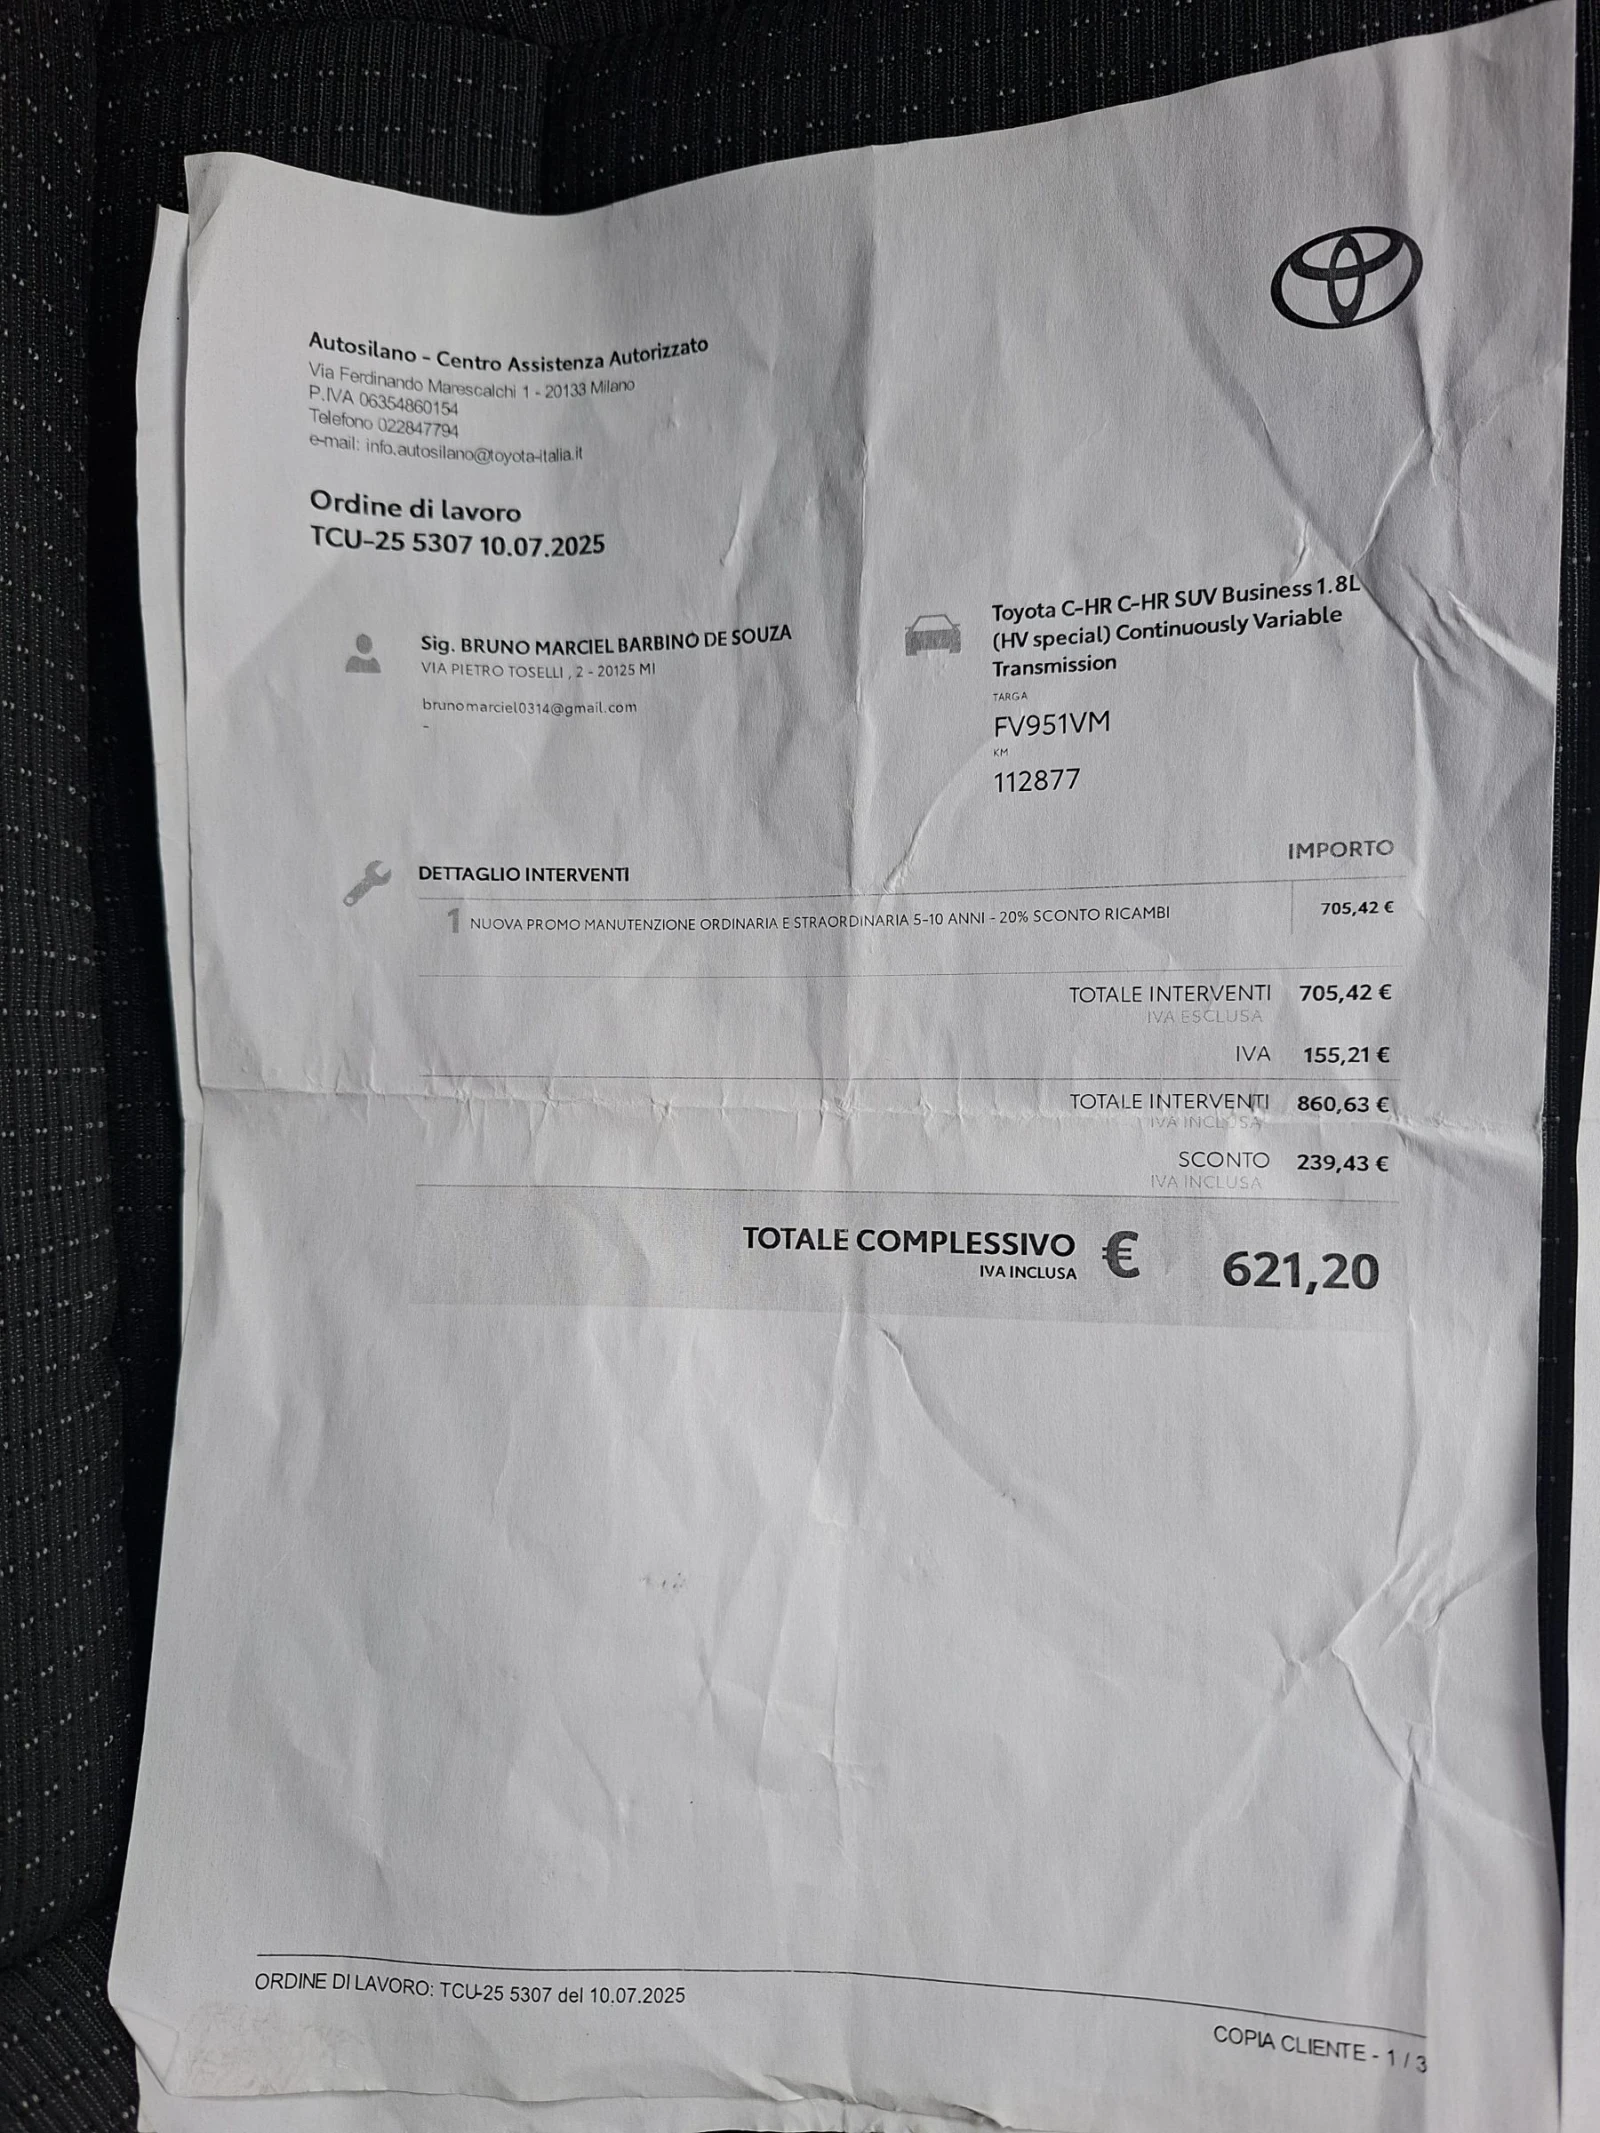 Autosilano - Centro Assistenza Autorizzato
Via Ferdinando Marescalchi 1 - 20133 Milano
P.IVA 06354860154
Telefono 022847794
e-mail: info.autosilano@toyota-italia.it
Ordine di lavoro
TCU-25 5307 10.07.2025
Sig. BRUNO MARCIEL BARBINO DE SOUZA
VIA PIETRO TOSELLI , 2 - 20125 MI
brunomarciel0314@gmail.com
-
Toyota C-HR C-HR SUV Business 1.8L
(HV special) Continuously Variable
Transmission
TARGA
FV951VM
KM
112877
DETTAGLIO INTERVENTI IMPORTO
1 NUOVA PROMO MANUTENZIONE ORDINARIA E STRAORDINARIA 5-10 ANNI - 20% SCONTO RICAMBI 705,42 €
TOTALE INTERVENTI 705,42 €
IVA ESCLUSA
IVA 155,21 €
TOTALE INTERVENTI 860,63 €
IVA INCLUSA
SCONTO 239,43 €
IVA INCLUSA
TOTALE COMPLESSIVO € 621,20
IVA INCLUSA
ORDINE DI LAVORO: TCU-25 5307 del 10.07.2025
COPIA CLIENTE - 1 / 3